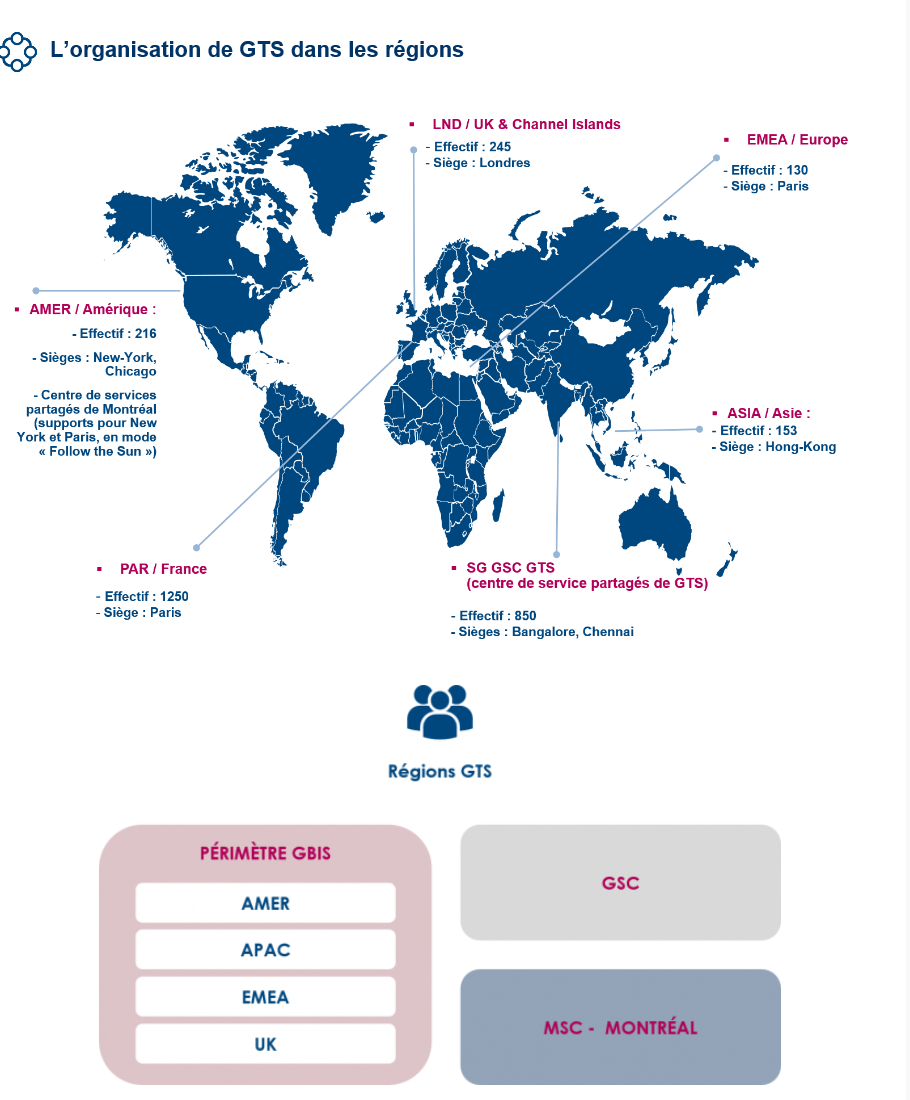 L’organisation de GTS dans les régions
▪ LND / UK & Channel Islands
- Effectif : 245
- Siège : Londres
▪ EMEA / Europe
- Effectif : 130
- Siège : Paris
▪ AMER / Amérique :
- Effectif : 216
- Sièges : New-York,
Chicago
- Centre de services
partagés de Montréal
(supports pour New
York et Paris, en mode
« Follow the Sun »)
▪ ASIA / Asie :
- Effectif : 153
- Siège : Hong-Kong
▪ PAR / France
- Effectif : 1250
- Siège : Paris
▪ SG GSC GTS
(centre de service partagés de GTS)
- Effectif : 850
- Sièges : Bangalore, Chennai
Régions GTS
PÉRIMÈTRE GBIS
AMER
APAC
EMEA
UK
GSC
MSC - MONTRÉAL